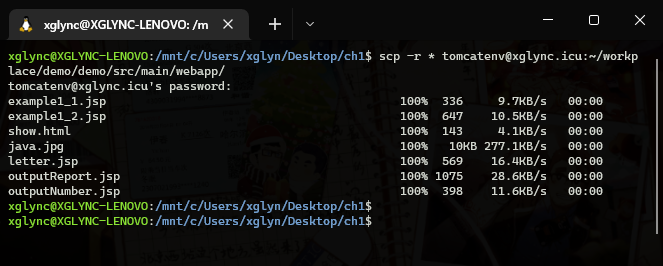 xglync@XGLYNC-LENOVO: /m
xglync@XGLYNC-LENOVO:/mnt/c/Users/xglyn/Desktop/ch1$ scp -r * tomcatenv@xglync.icu:~/workp
lace/demo/demo/src/main/webapp/
tomcatenv@xglync.icu's password:
example1_1.jsp 100% 336 9.7KB/s 00:00
example1_2.jsp 100% 647 10.5KB/s 00:00
show.html 100% 143 4.1KB/s 00:00
java.jpg 100% 10KB 277.1KB/s 00:00
letter.jsp 100% 569 16.4KB/s 00:00
outputReport.jsp 100% 1075 28.6KB/s 00:00
outputNumber.jsp 100% 398 11.6KB/s 00:00
xglync@XGLYNC-LENOVO:/mnt/c/Users/xglyn/Desktop/ch1$
xglync@XGLYNC-LENOVO:/mnt/c/Users/xglyn/Desktop/ch1$